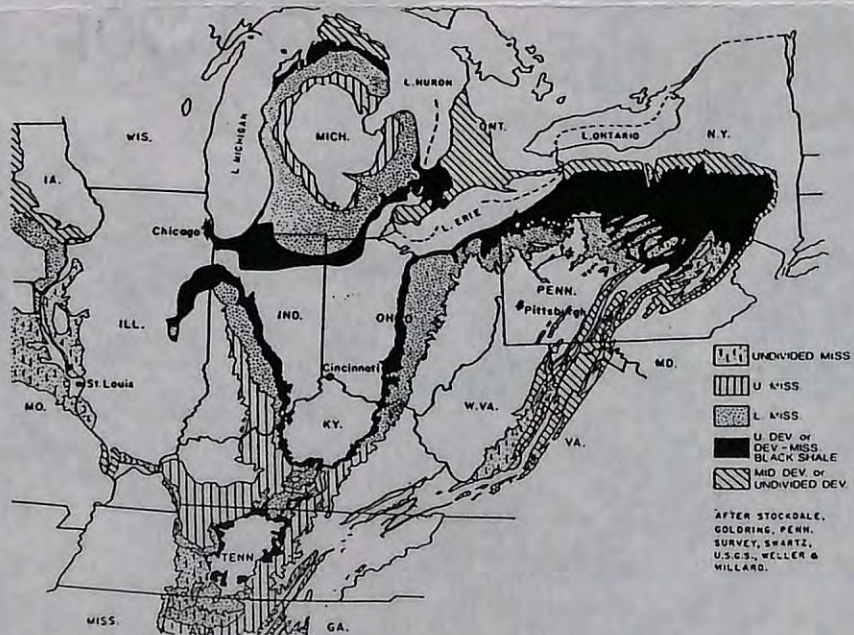 L. HURON
ONT.
L. ONTARIO
N.Y.
WIS.
L MICHIGAN
MICH.
IA.
L. ERIE
Chicago
PENN.
Pittsburgh
ILL.
IND.
OHIO
Cincinnati
MD.
St. Louis
MO.
KY.
W.VA.
VA.
TENN.
MISS.
ALA.
GA.
UNDIVIDED MISS.
U. MISS.
L. MISS.
U. DEV. or
DEV-MISS.
BLACK SHALE
MID. DEV. or
UNDIVIDED DEV.
AFTER STOCKDALE,
GOLDRING, PENN.
SURVEY, SWARTZ,
U.S.G.S., WELLER &
WILLARD.